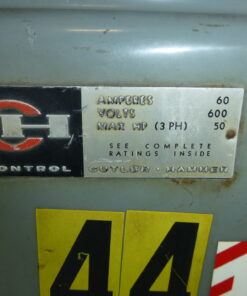 AMPERES 60
VOLTS 600
MAX HP (3 PH) 50
SEE COMPLETE
RATINGS INSIDE
H
CONTROL
CUTLER-HAMMER
44